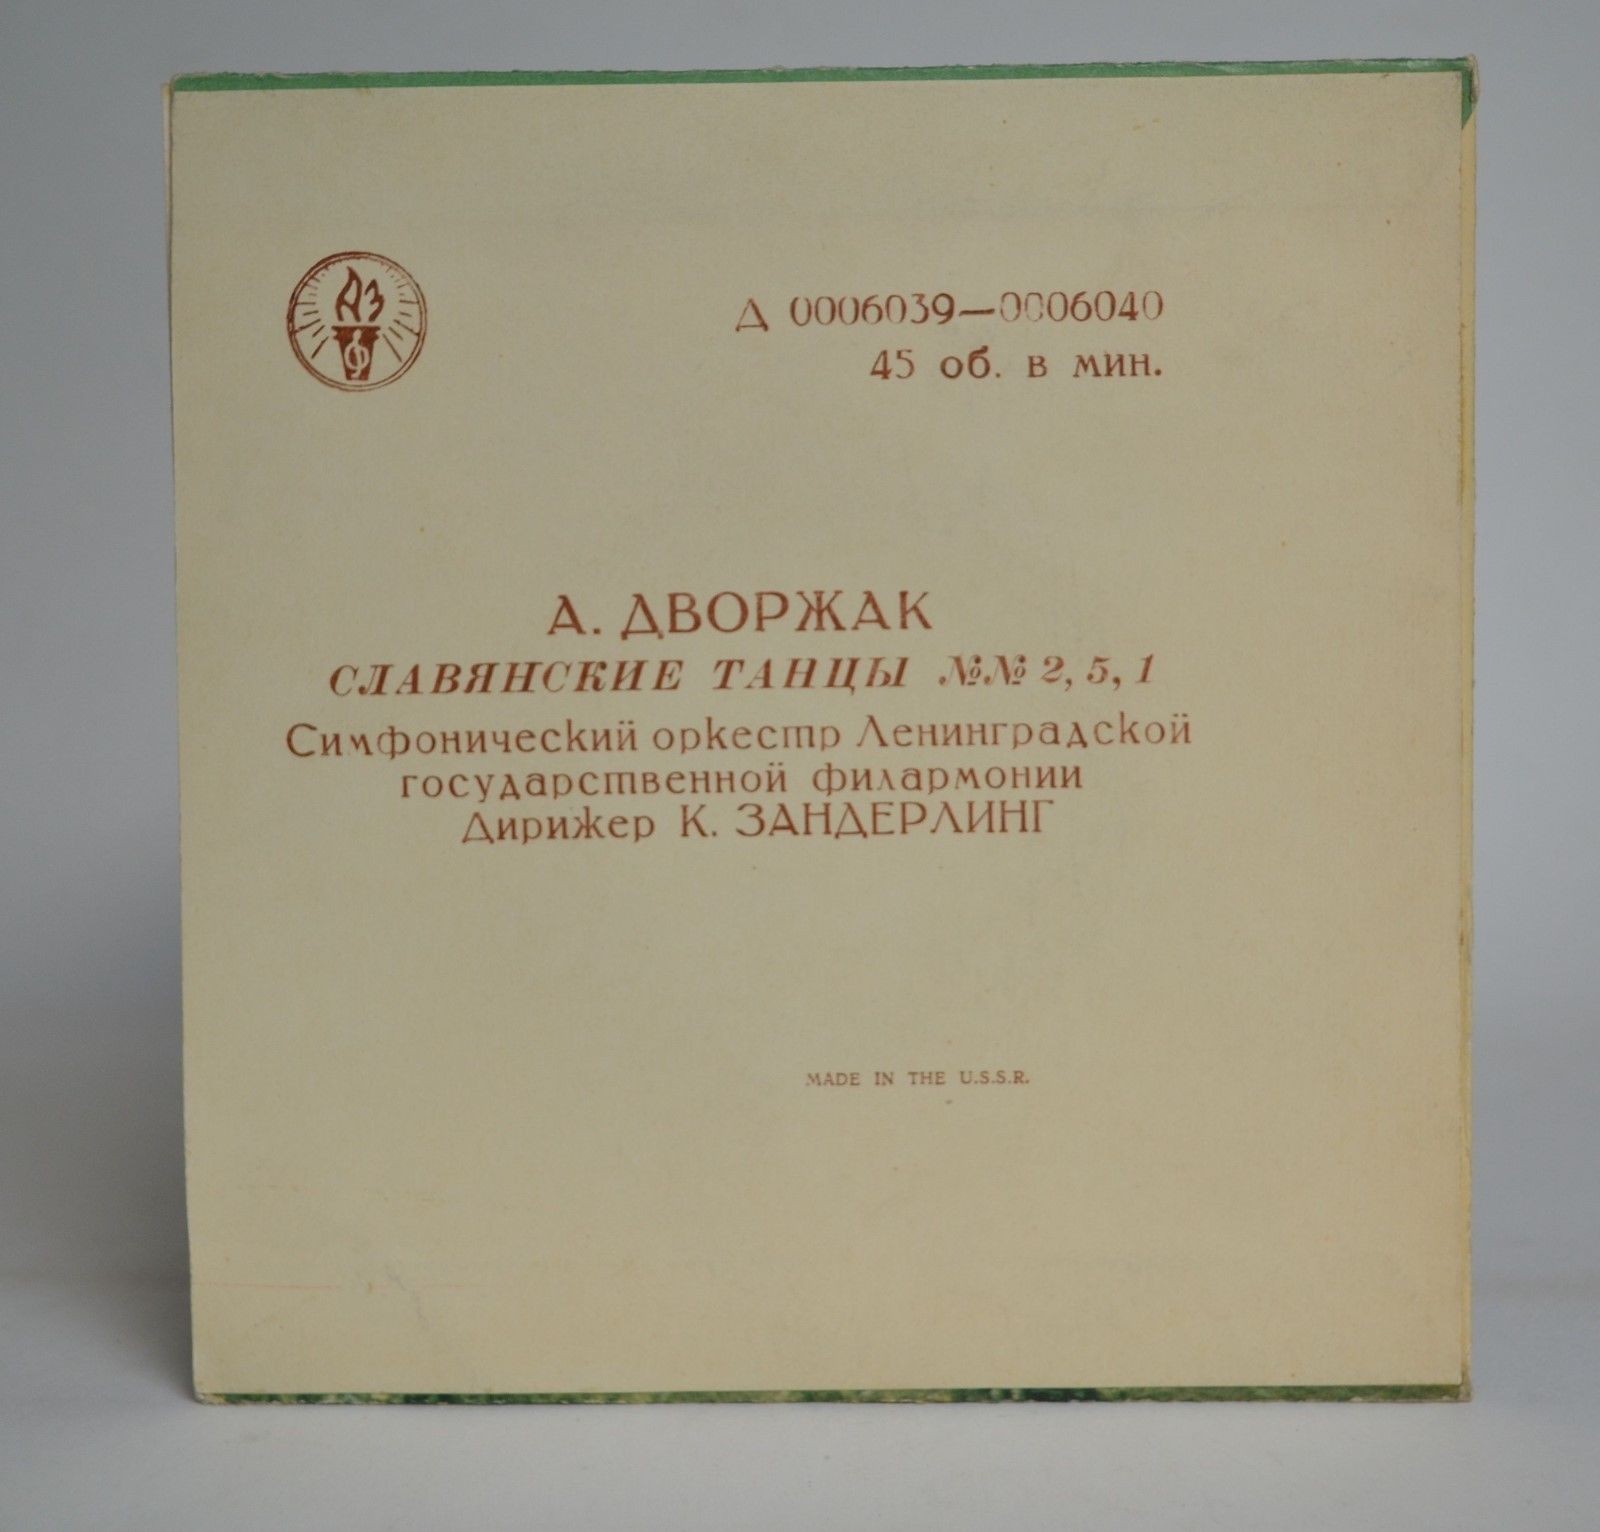 АЗ
Д 0006039—0006040
45 об. в мин.
А. ДВОРЖАК
СЛАВЯНСКИЕ ТАНЦЫ №№ 2, 5, 1
Симфонический оркестр Ленинградской
государственной филармонии
Дирижер К. ЗАНДЕРЛИНГ
MADE IN THE U.S.S.R.